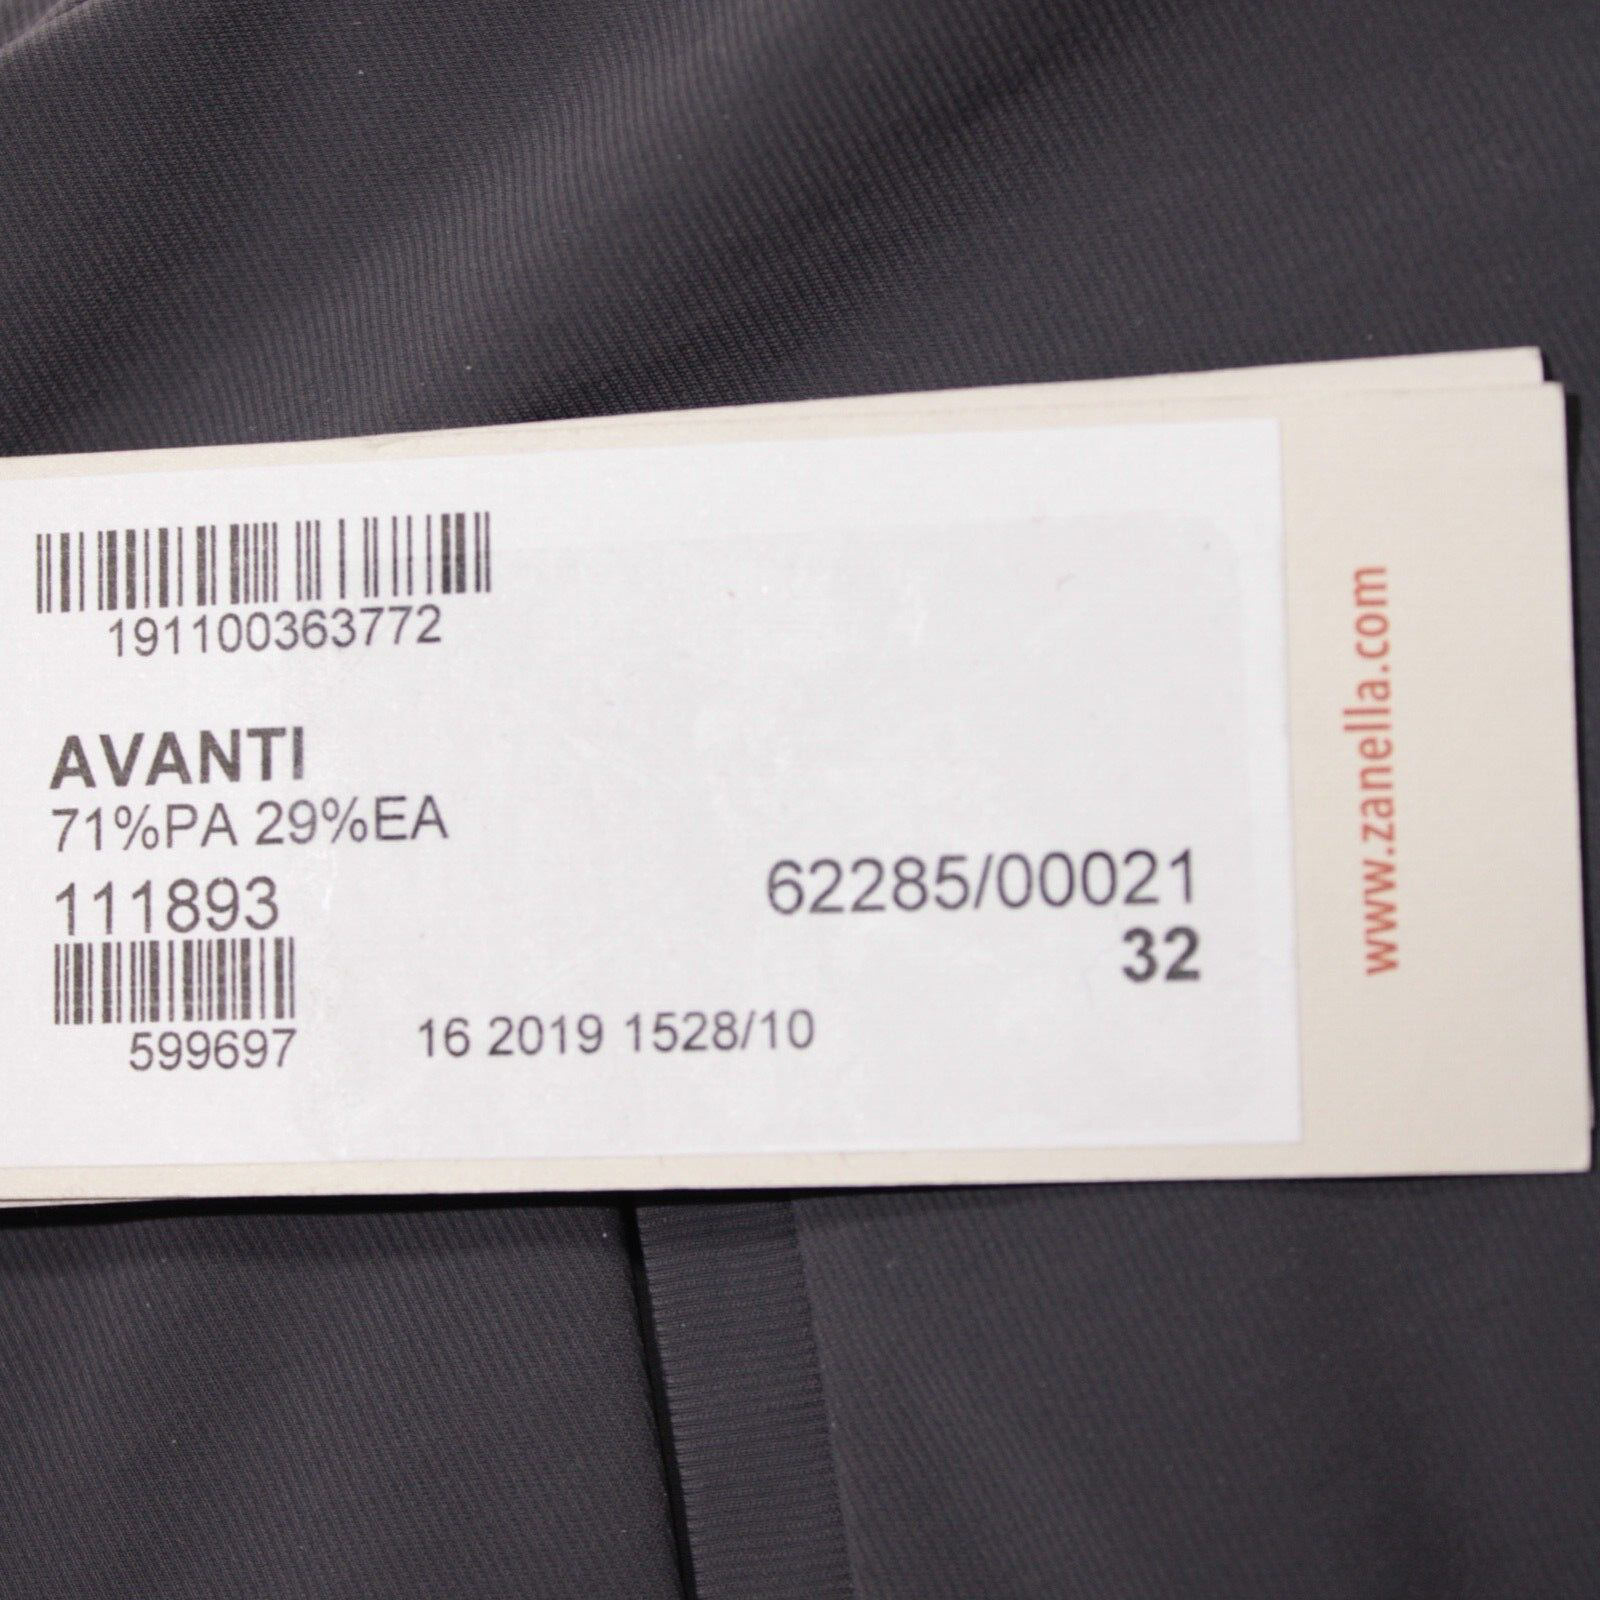 191100363772
AVANTI
71%PA 29%EA
111893
62285/00021
32
599697
16 2019 1528/10
www.zanella.com